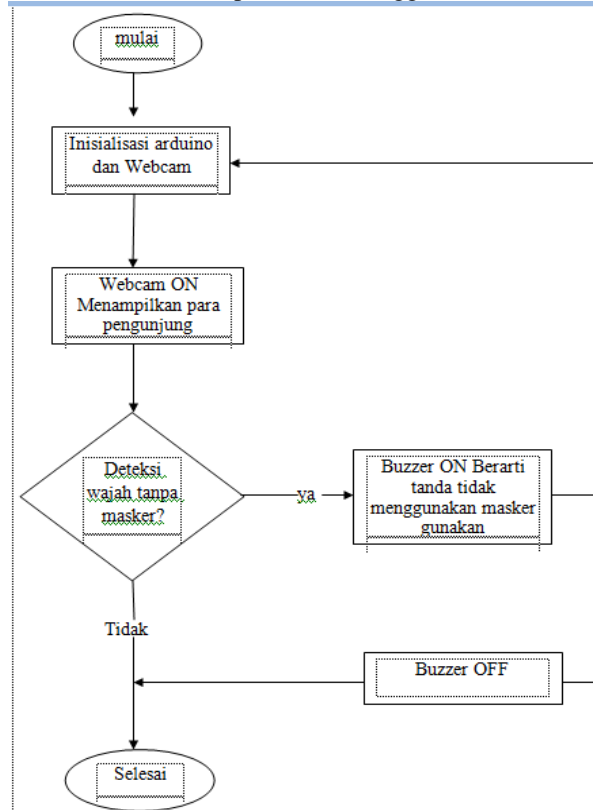 mulai
Inisialisasi arduino
dan Webcam
Webcam ON
Menampilkan para
pengunjung
Deteksi
wajah tanpa
masker?
ya
Buzzer ON Berarti
tanda tidak
menggunakan masker
gunakan
Tidak
Buzzer OFF
Selesai